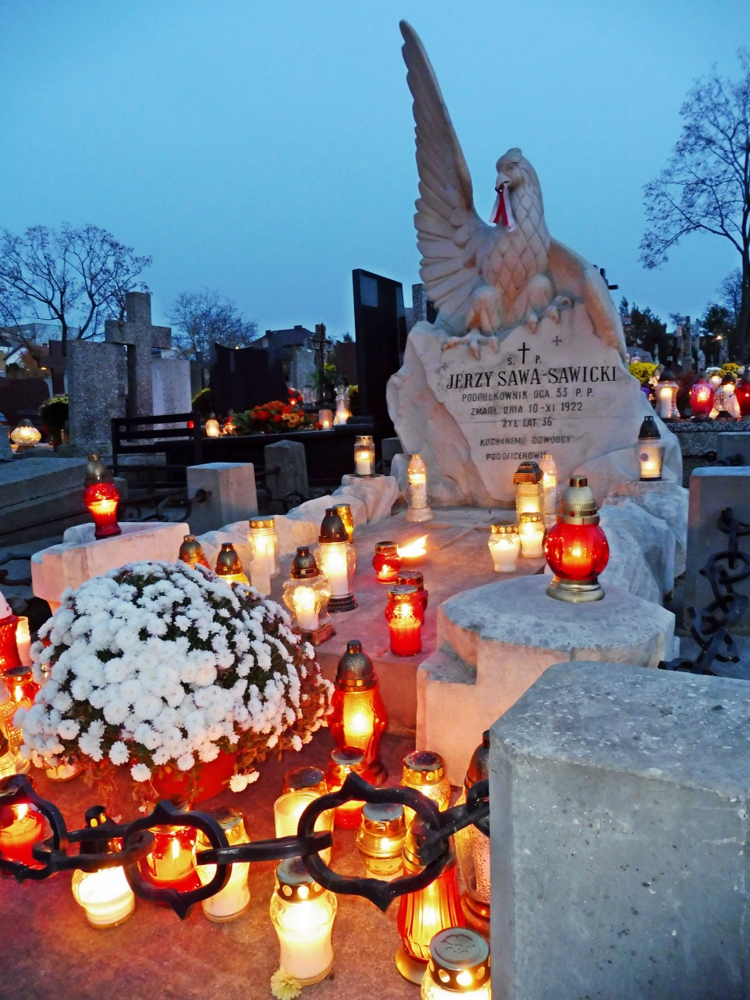 Ś. P.
JERZY SAWA-SAWICKI
PODPUŁKOWNIK DCA 33 P. P.
ZMARŁ DNIA 10-XI 1922
ŻYŁ LAT 36
KOCHANEMU DOWÓDCY
PODOFICEROWIE